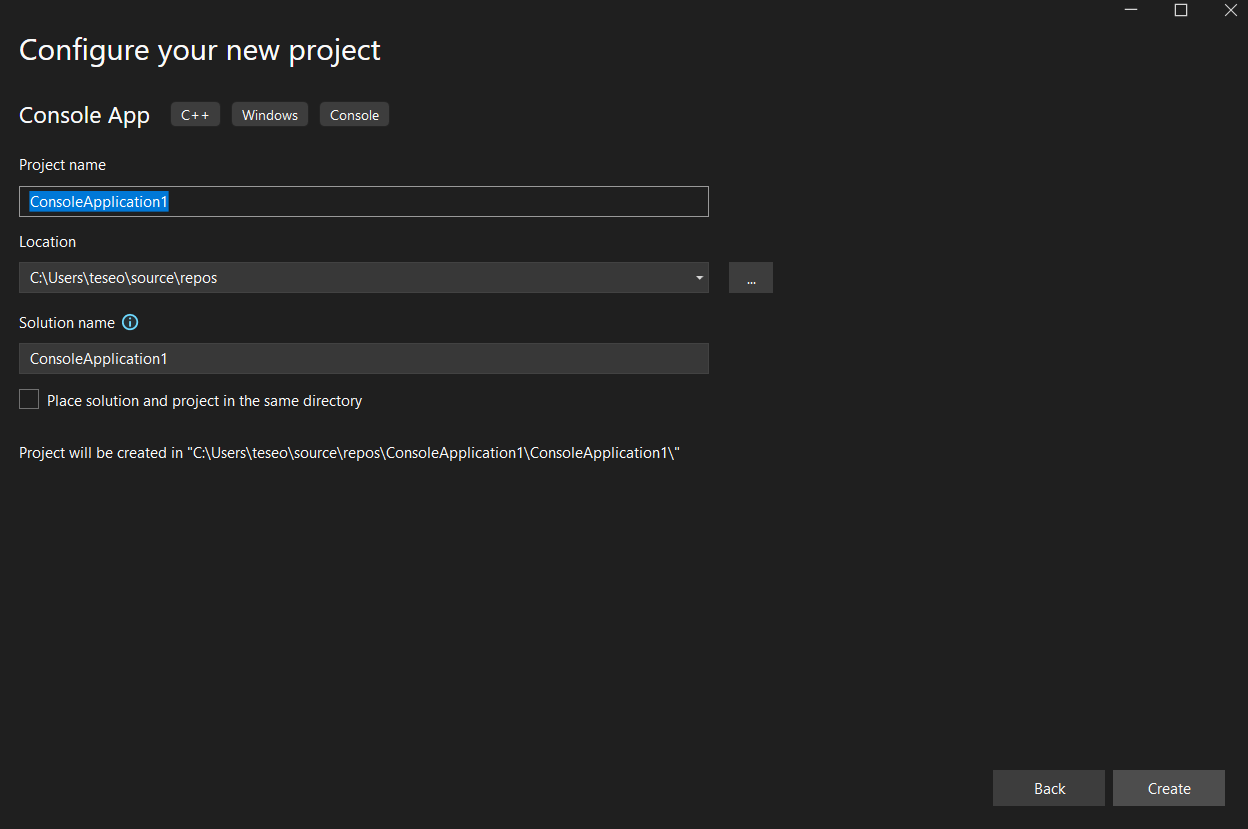 Configure your new project
Console App C++ Windows Console
Project name
ConsoleApplication1
Location
C:\Users\teseo\source\repos ...
Solution name
ConsoleApplication1
Place solution and project in the same directory
Project will be created in "C:\Users\teseo\source\repos\ConsoleApplication1\ConsoleApplication1\"
Back Create